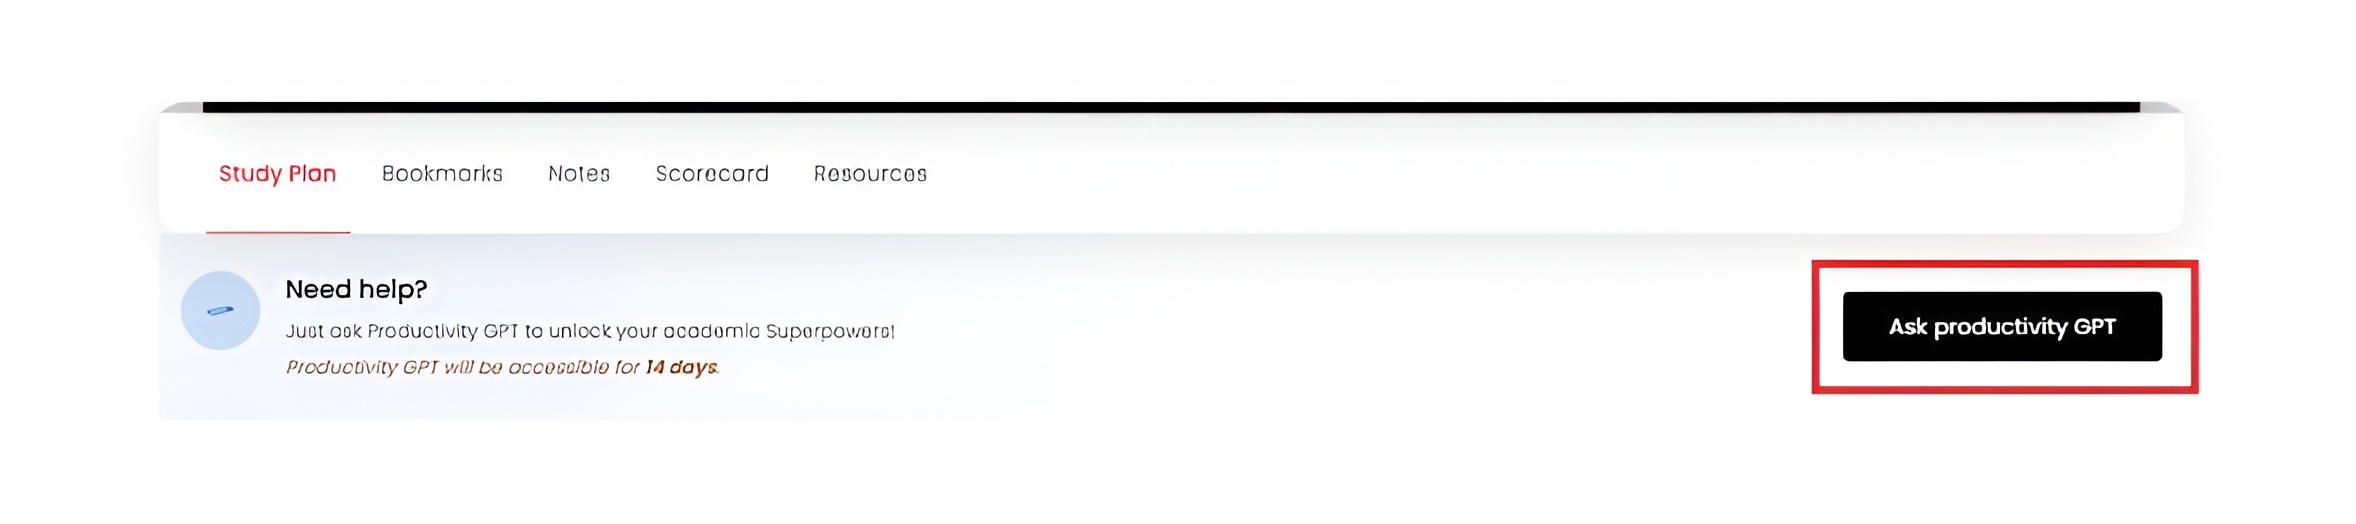 Study Plan Bookmarks Notes Scorecard Resources
Need help?
Just ask Productivity GPT to unlock your academic Superpowers!
Productivity GPT will be accessible for 14 days.
Ask productivity GPT